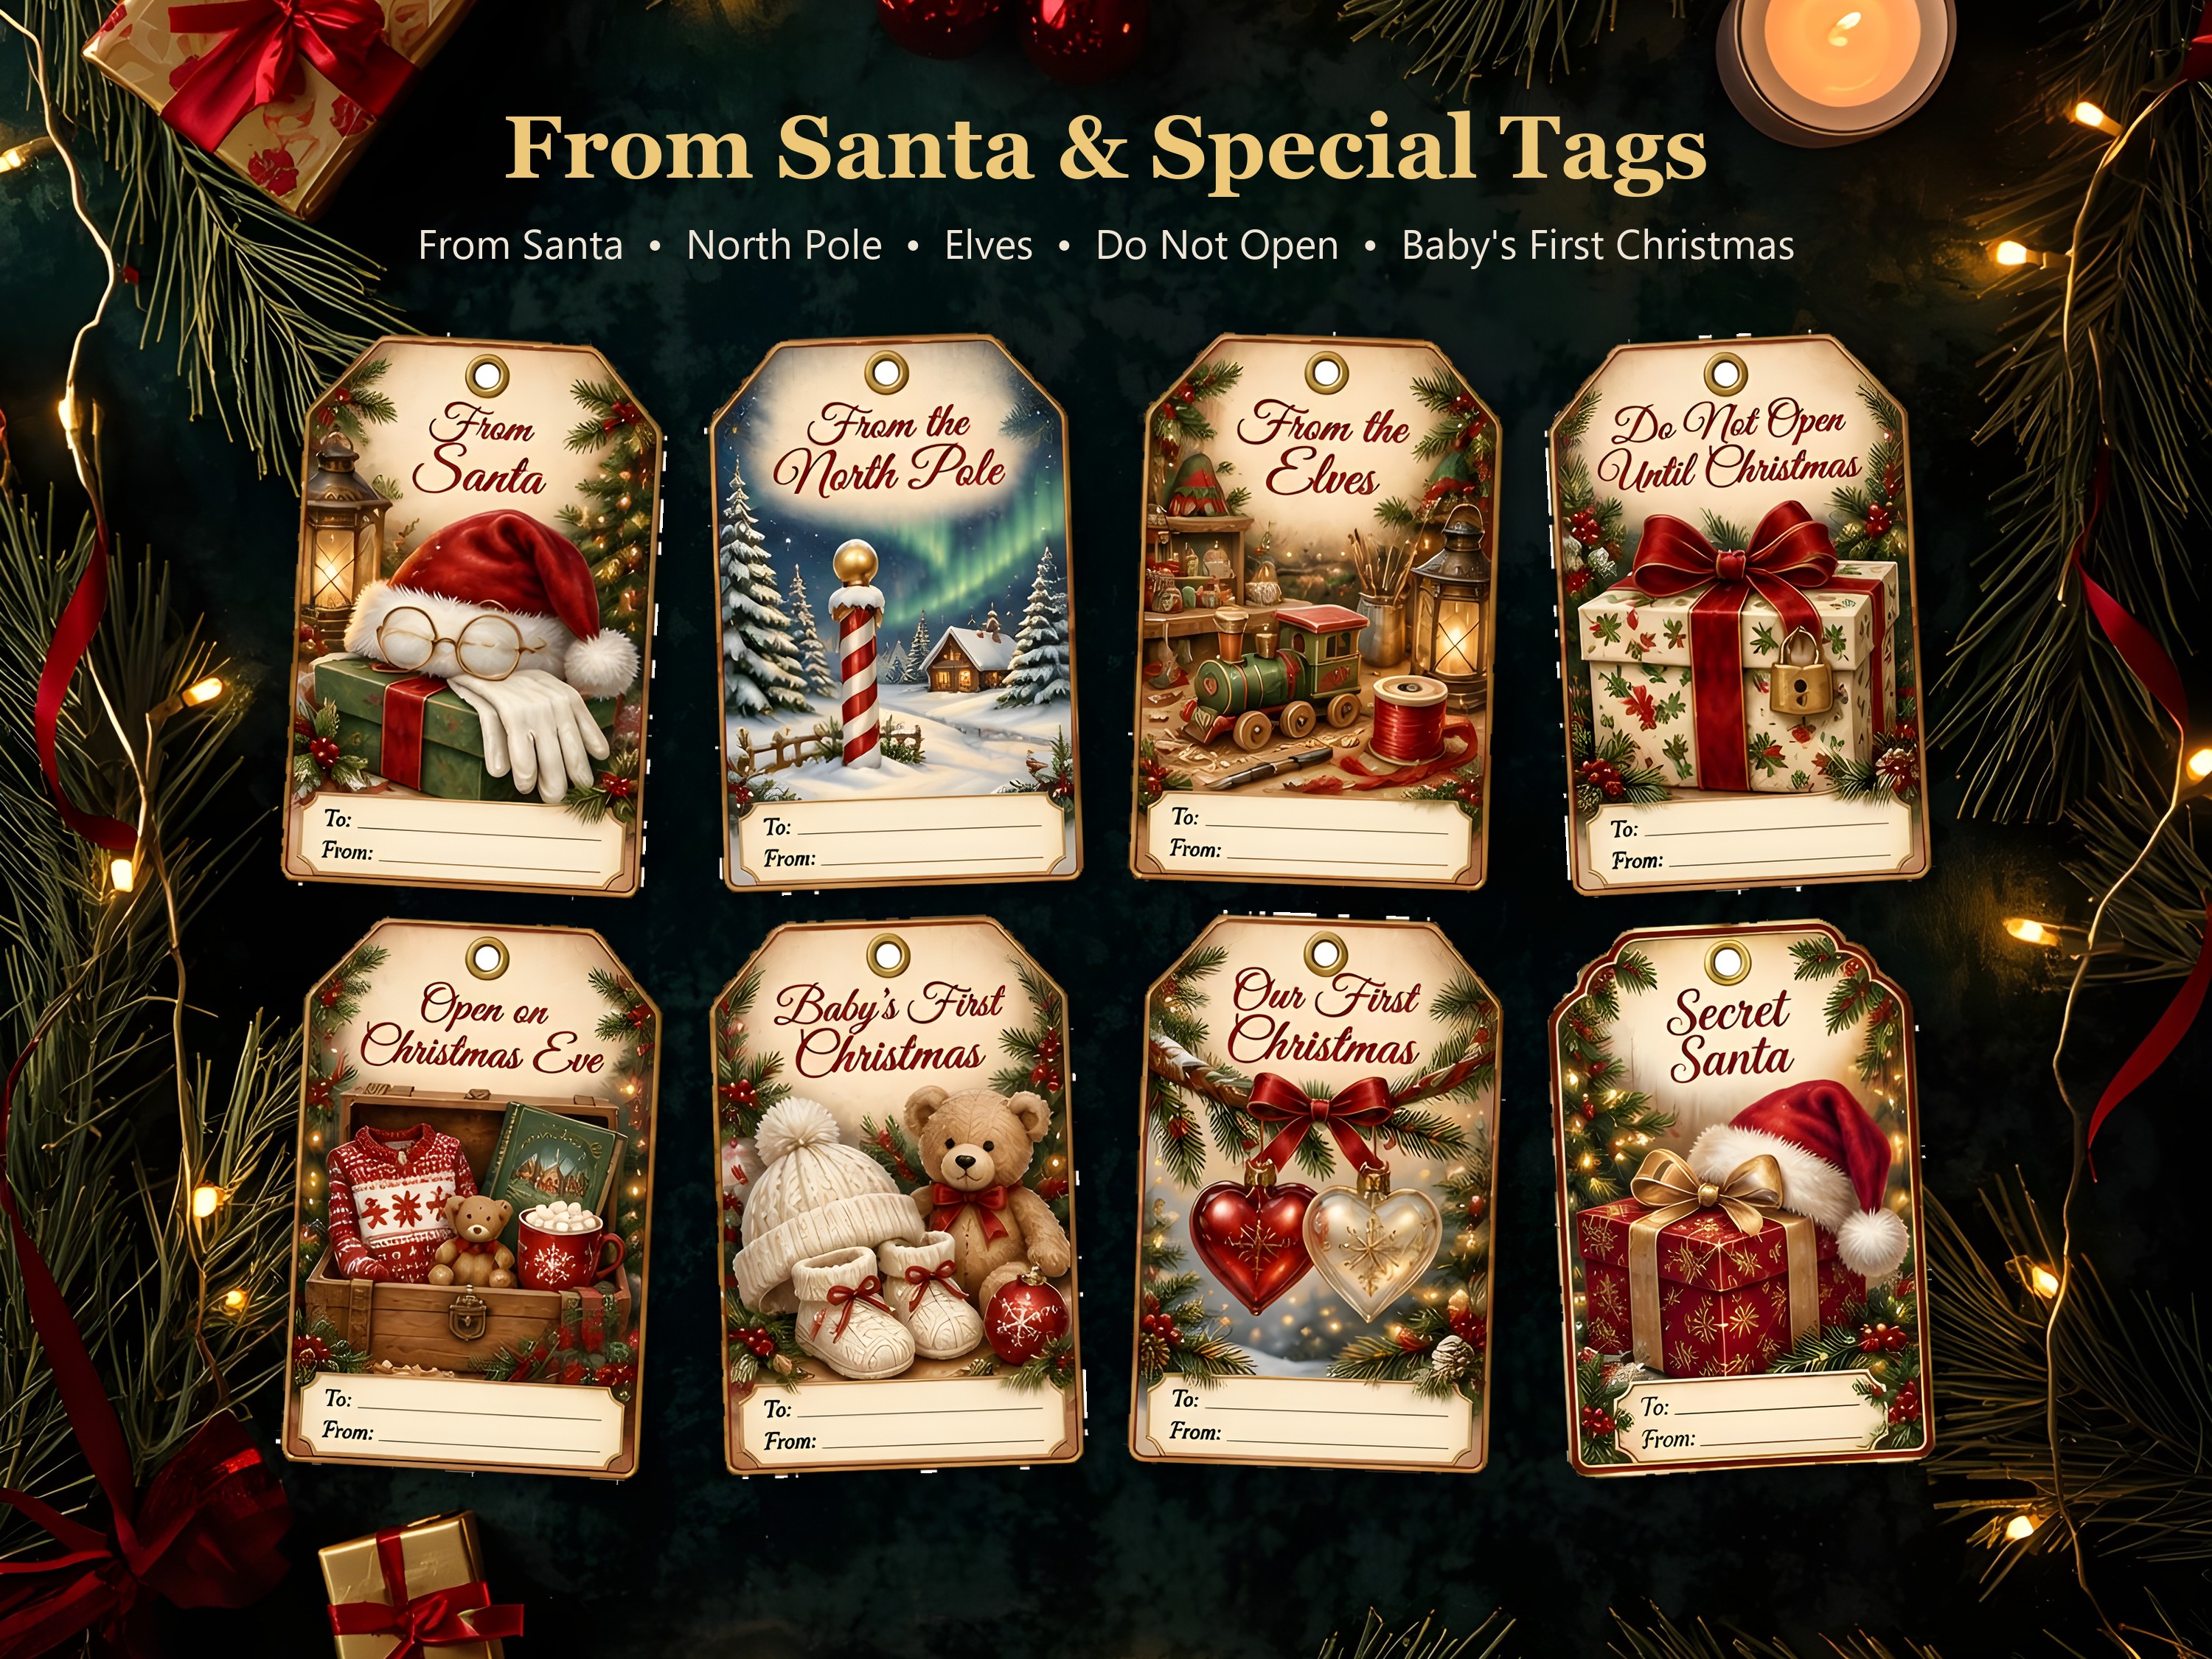 From Santa & Special Tags
From Santa • North Pole • Elves • Do Not Open • Baby's First Christmas
From
Santa
To:
From:
From the
North Pole
To:
From:
From the
Elves
To:
From:
Do Not Open
Until Christmas
To:
From:
Open on
Christmas Eve
To:
From:
Baby's First
Christmas
To:
From:
Our First
Christmas
To:
From:
Secret
Santa
To:
From: